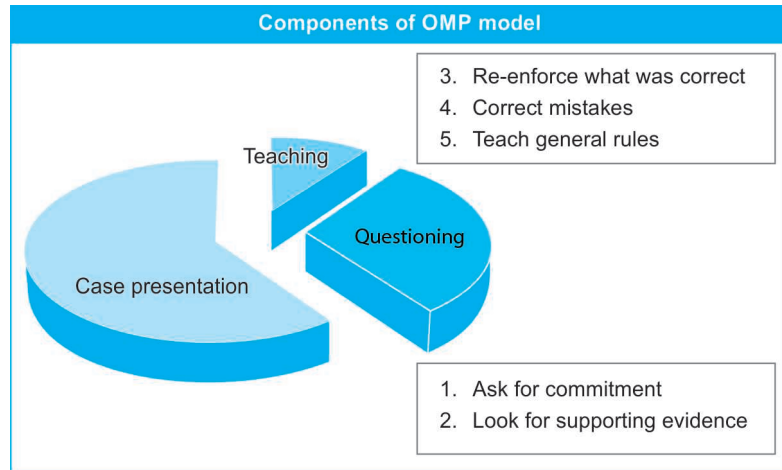 Components of OMP model
3. Re-enforce what was correct
4. Correct mistakes
5. Teach general rules
Teaching
Questioning
Case presentation
1. Ask for commitment
2. Look for supporting evidence